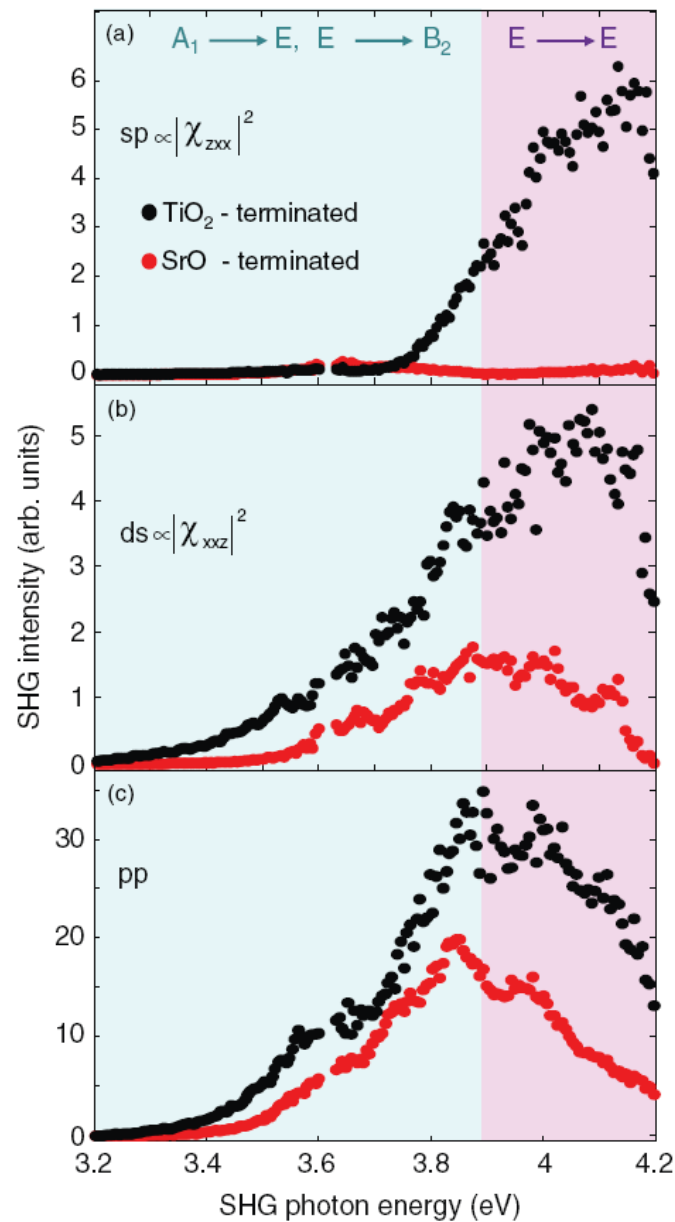 (a) A₁ → E, E → B₂ E → E
6
5
sp ∝ |χ_zxx|²
4
TiO₂ - terminated
3
SrO - terminated
2
1
0
(b)
5
4
ds ∝ |χ_xxz|²
3
2
1
0
SHG intensity (arb. units)
(c)
30
pp
20
10
0
3.2 3.4 3.6 3.8 4 4.2
SHG photon energy (eV)